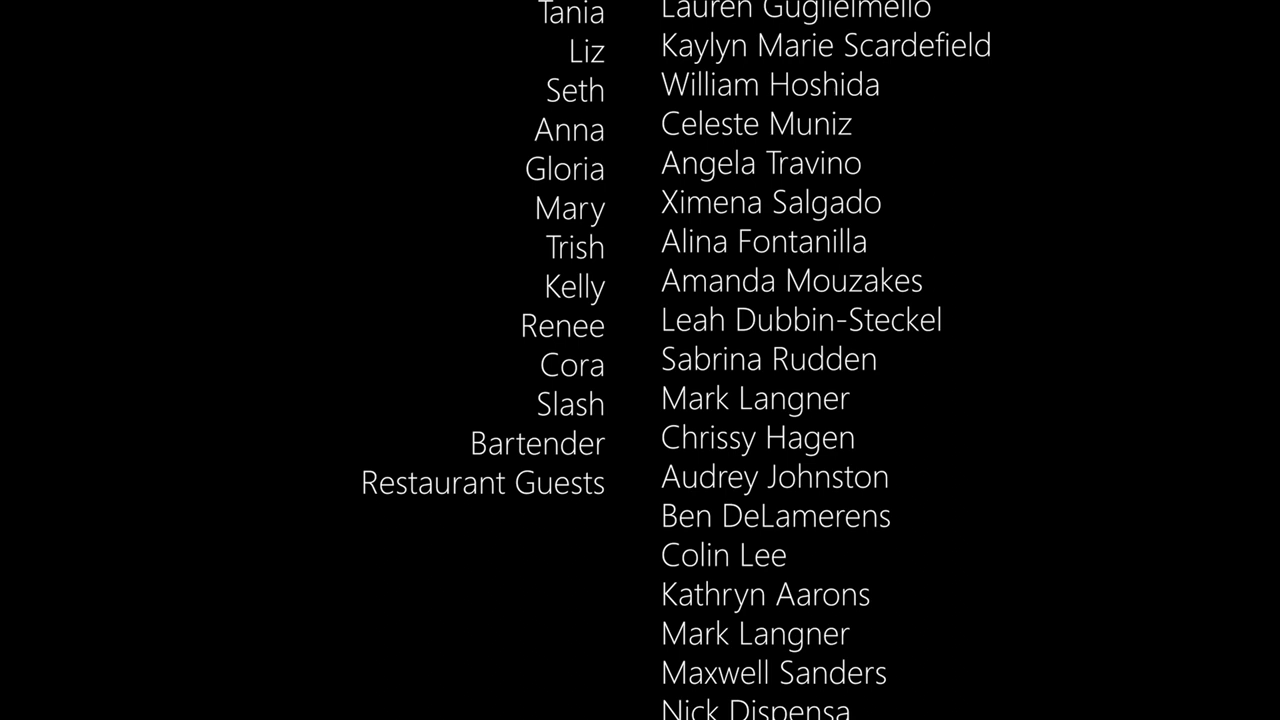 Tania Lauren Guglielmello
Liz Kaylyn Marie Scardefield
Seth William Hoshida
Anna Celeste Muniz
Gloria Angela Travino
Mary Ximena Salgado
Trish Alina Fontanilla
Kelly Amanda Mouzakes
Renee Leah Dubbin-Steckel
Cora Sabrina Rudden
Slash Mark Langner
Bartender Chrissy Hagen
Restaurant Guests Audrey Johnston
Ben DeLamerens
Colin Lee
Kathryn Aarons
Mark Langner
Maxwell Sanders
Nick Dispensa